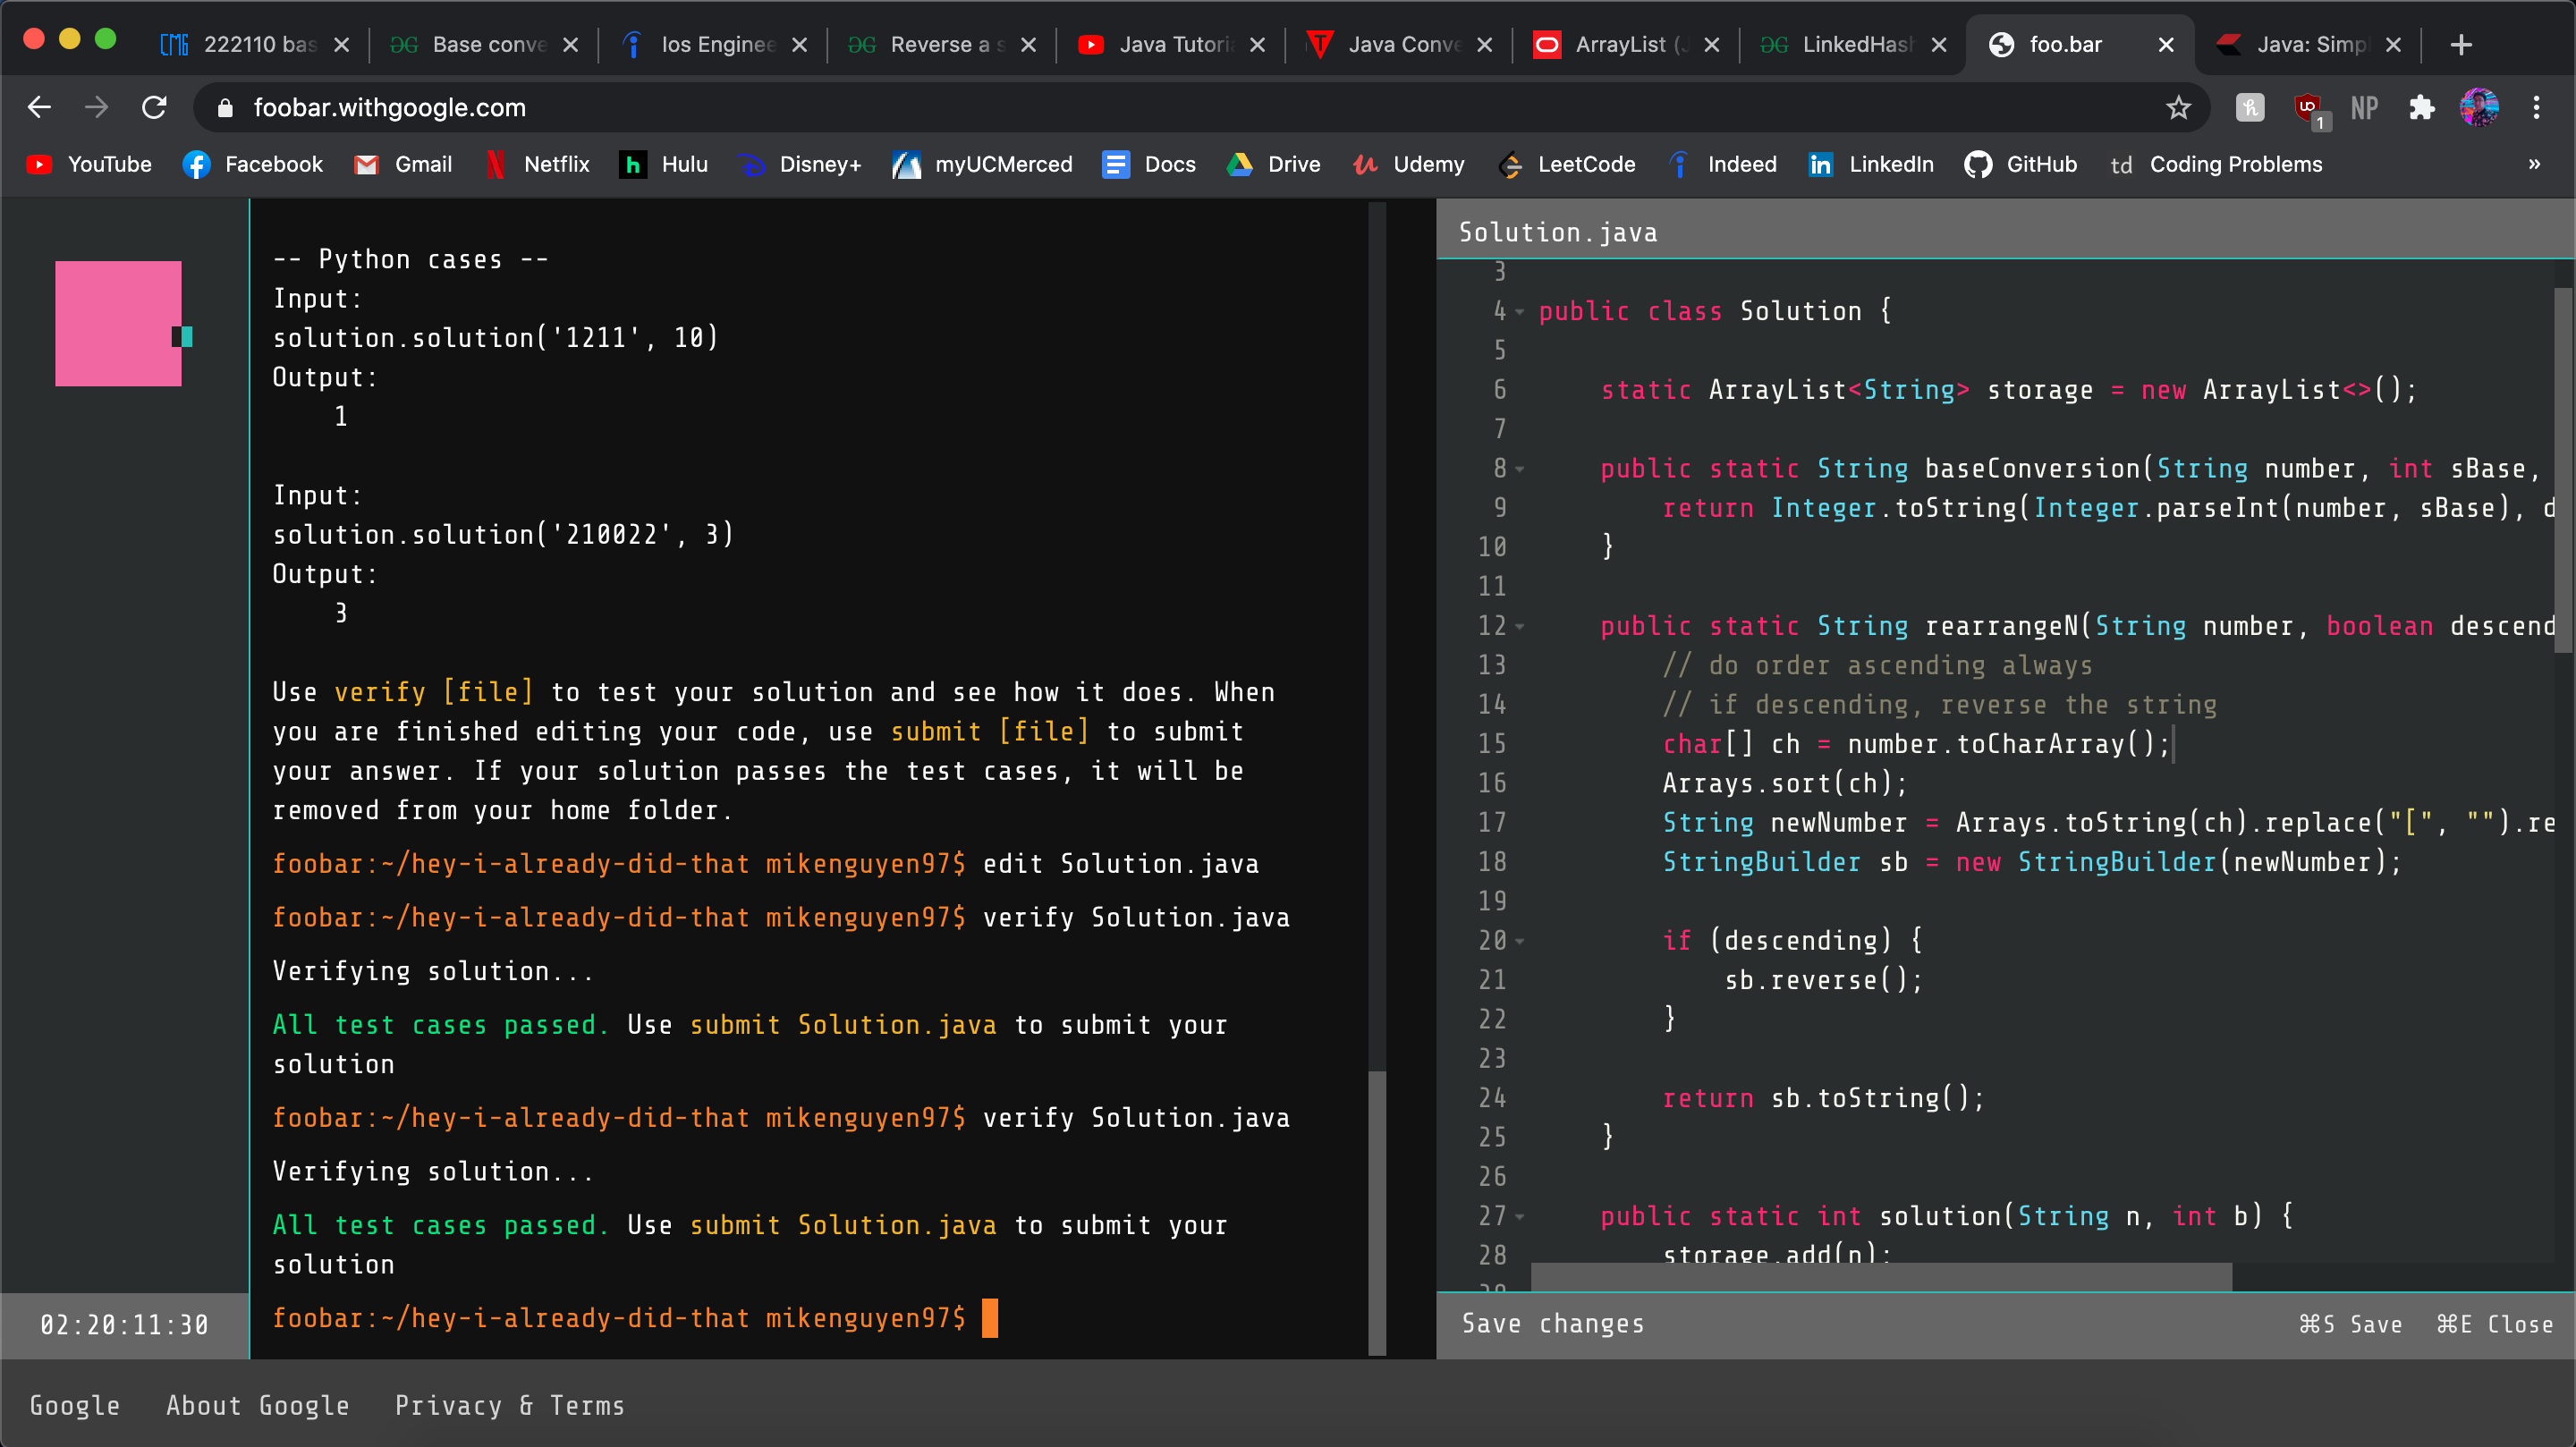 222110 bas
Base conve
Ios Enginee
Reverse a s
Java Tutoria
Java Conve
ArrayList (J
LinkedHash
foo.bar
Java: Simpl
foobar.withgoogle.com
1
NP
YouTube
Facebook
Gmail
Netflix
Hulu
Disney+
myUCMerced
Docs
Drive
Udemy
LeetCode
Indeed
LinkedIn
GitHub
td Coding Problems
»
-- Python cases --
Input:
solution.solution('1211', 10)
Output:
    1
Input:
solution.solution('210022', 3)
Output:
    3
Use verify [file] to test your solution and see how it does. When
you are finished editing your code, use submit [file] to submit
your answer. If your solution passes the test cases, it will be
removed from your home folder.
foobar:~/hey-i-already-did-that mikenguyen97$ edit Solution.java
foobar:~/hey-i-already-did-that mikenguyen97$ verify Solution.java
Verifying solution...
All test cases passed. Use submit Solution.java to submit your
solution
foobar:~/hey-i-already-did-that mikenguyen97$ verify Solution.java
Verifying solution...
All test cases passed. Use submit Solution.java to submit your
solution
foobar:~/hey-i-already-did-that mikenguyen97$
02:20:11:30
Solution.java
3
4 public class Solution {
5
6     static ArrayList<String> storage = new ArrayList<>();
7
8     public static String baseConversion(String number, int sBase,
9         return Integer.toString(Integer.parseInt(number, sBase), d
10     }
11
12     public static String rearrangeN(String number, boolean descend
13         // do order ascending always
14         // if descending, reverse the string
15         char[] ch = number.toCharArray();
16         Arrays.sort(ch);
17         String newNumber = Arrays.toString(ch).replace("[", "").re
18         StringBuilder sb = new StringBuilder(newNumber);
19
20         if (descending) {
21             sb.reverse();
22         }
23
24         return sb.toString();
25     }
26
27     public static int solution(String n, int b) {
28         storage.add(n);
Save changes
⌘S Save
⌘E Close
Google
About Google
Privacy & Terms